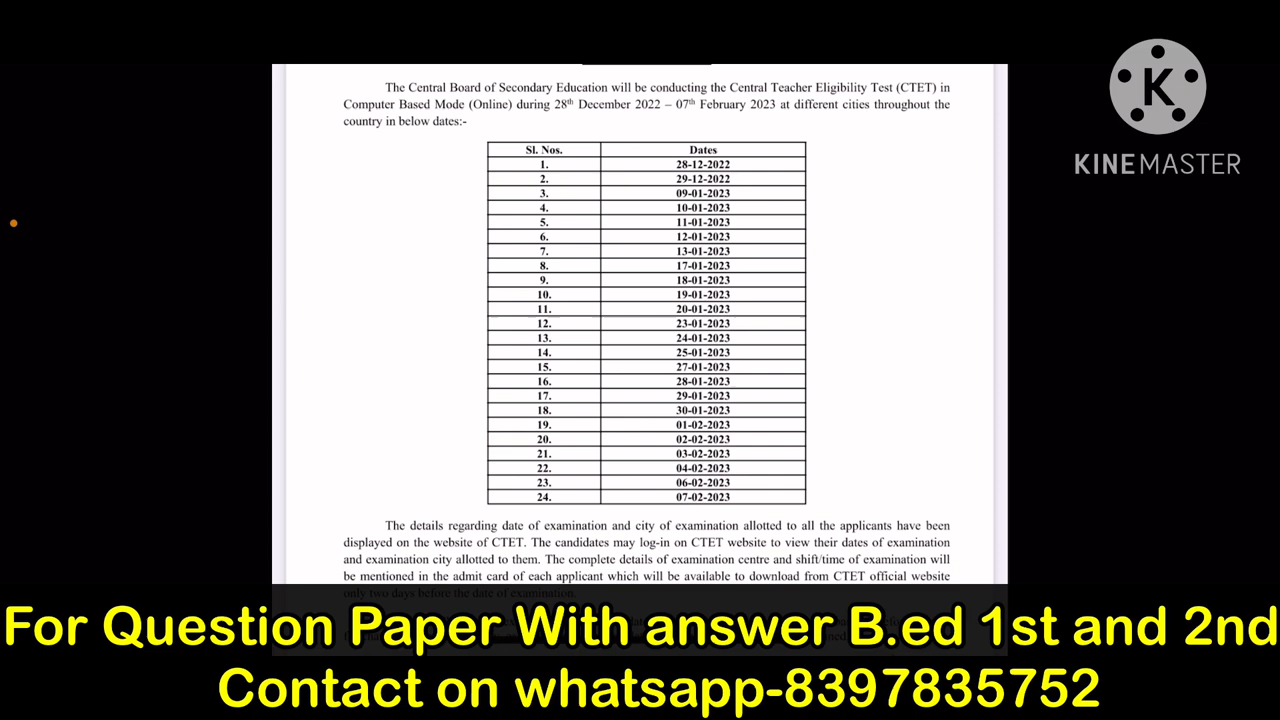 K
KINEMASTER
The Central Board of Secondary Education will be conducting the Central Teacher Eligibility Test (CTET) in
Computer Based Mode (Online) during 28th December 2022 – 07th February 2023 at different cities throughout the
country in below dates:-
Sl. Nos. Dates
1. 28-12-2022
2. 29-12-2022
3. 09-01-2023
4. 10-01-2023
5. 11-01-2023
6. 12-01-2023
7. 13-01-2023
8. 17-01-2023
9. 18-01-2023
10. 19-01-2023
11. 20-01-2023
12. 23-01-2023
13. 24-01-2023
14. 25-01-2023
15. 27-01-2023
16. 28-01-2023
17. 29-01-2023
18. 30-01-2023
19. 01-02-2023
20. 02-02-2023
21. 03-02-2023
22. 04-02-2023
23. 06-02-2023
24. 07-02-2023
The details regarding date of examination and city of examination allotted to all the applicants have been
displayed on the website of CTET. The candidates may log-in on CTET website to view their dates of examination
and examination city allotted to them. The complete details of examination centre and shift/time of examination will
be mentioned in the admit card of each applicant which will be available to download from CTET official website
only two days before the date of examination.
For Question Paper With answer B.ed 1st and 2nd
Contact on whatsapp-8397835752